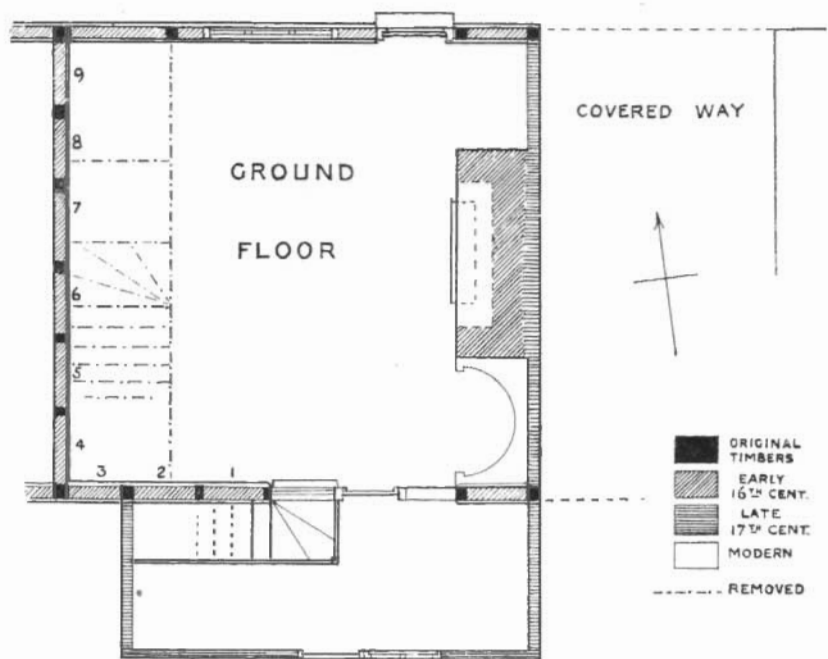 9
8
7
6
5
4
3 2 1
GROUND
FLOOR
COVERED WAY
ORIGINAL
TIMBERS
EARLY
16TH CENT.
LATE
17TH CENT.
MODERN
REMOVED